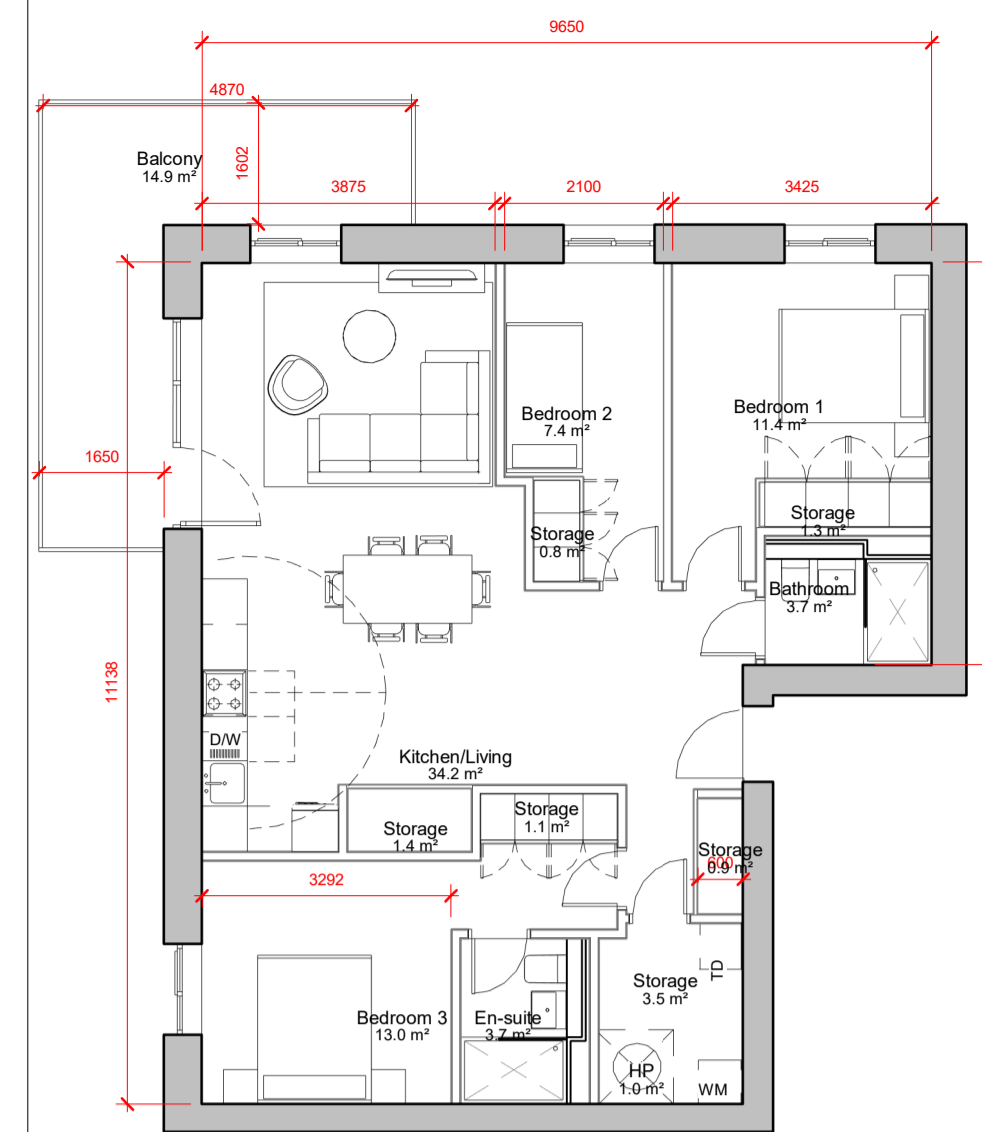 9650
4870
Balcony
14.9 m²
1602
3875
2100
3425
Bedroom 2
7.4 m²
Bedroom 1
11.4 m²
1650
Storage
0.8 m²
Storage
1.3 m²
Bathroom
3.7 m²
11138
D/W
Kitchen/Living
34.2 m²
Storage
1.4 m²
Storage
1.1 m²
Storage
0.9 m²
600
3292
TD
Storage
3.5 m²
Bedroom 3
13.0 m²
En-suite
3.7 m²
HP
1.0 m²
WM